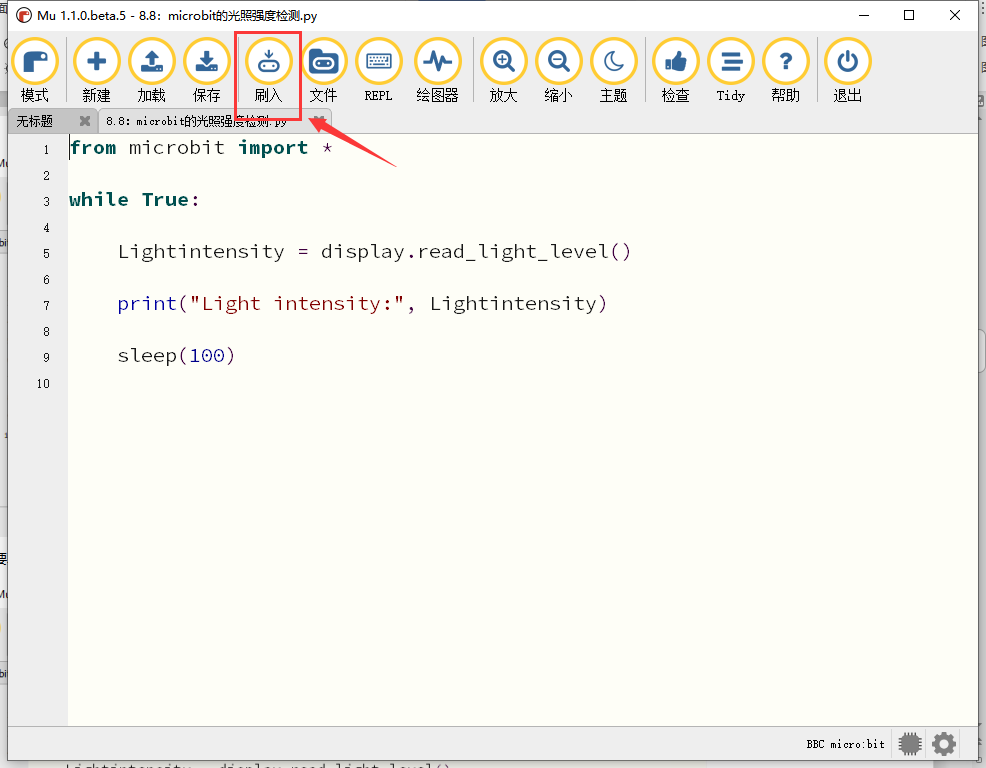 Mu 1.1.0.beta.5 - 8.8：microbit的光照强度检测.py
模式 新建 加载 保存 刷入 文件 REPL 绘图器 放大 缩小 主题 检查 Tidy 帮助 退出
无标题 8.8：microbit的光照强度检测.py
1 from microbit import *
2
3 while True:
4
5 Lightintensity = display.read_light_level()
6
7 print("Light intensity:", Lightintensity)
8
9 sleep(100)
10
BBC micro:bit
Lightintensity = display.read_light_level()